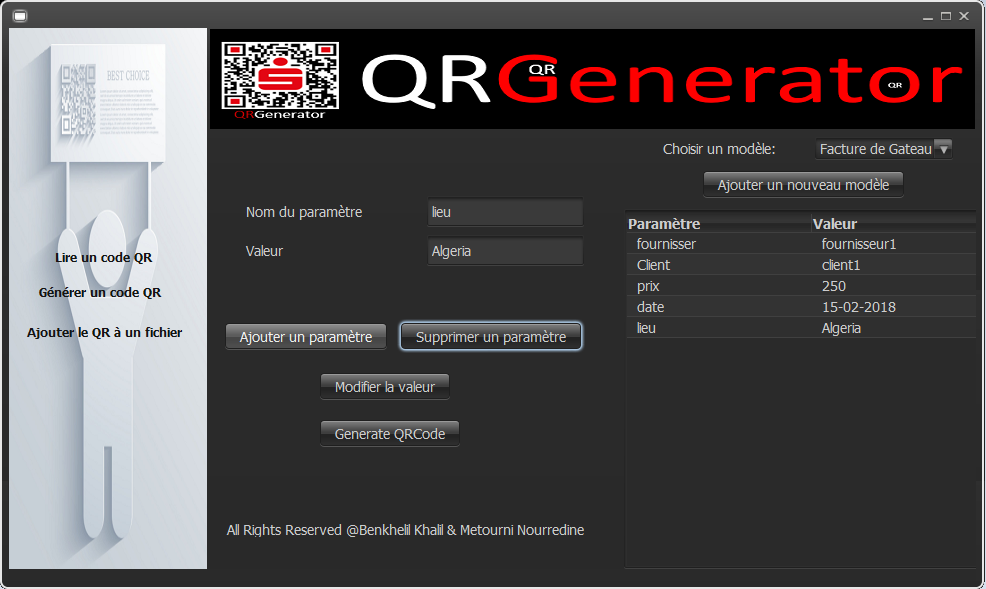 BEST CHOICE
Lire un code QR
Générer un code QR
Ajouter le QR à un fichier
QRGenerator
QRGenerator
QR
QR
Choisir un modèle: Facture de Gateau
Ajouter un nouveau modèle
Nom du paramètre lieu
Valeur Algeria
Ajouter un paramètre Supprimer un paramètre
Modifier la valeur
Generate QRCode
All Rights Reserved @Benkhelil Khalil & Metourni Nourredine
Paramètre Valeur
fournisser fournisseur1
Client client1
prix 250
date 15-02-2018
lieu Algeria